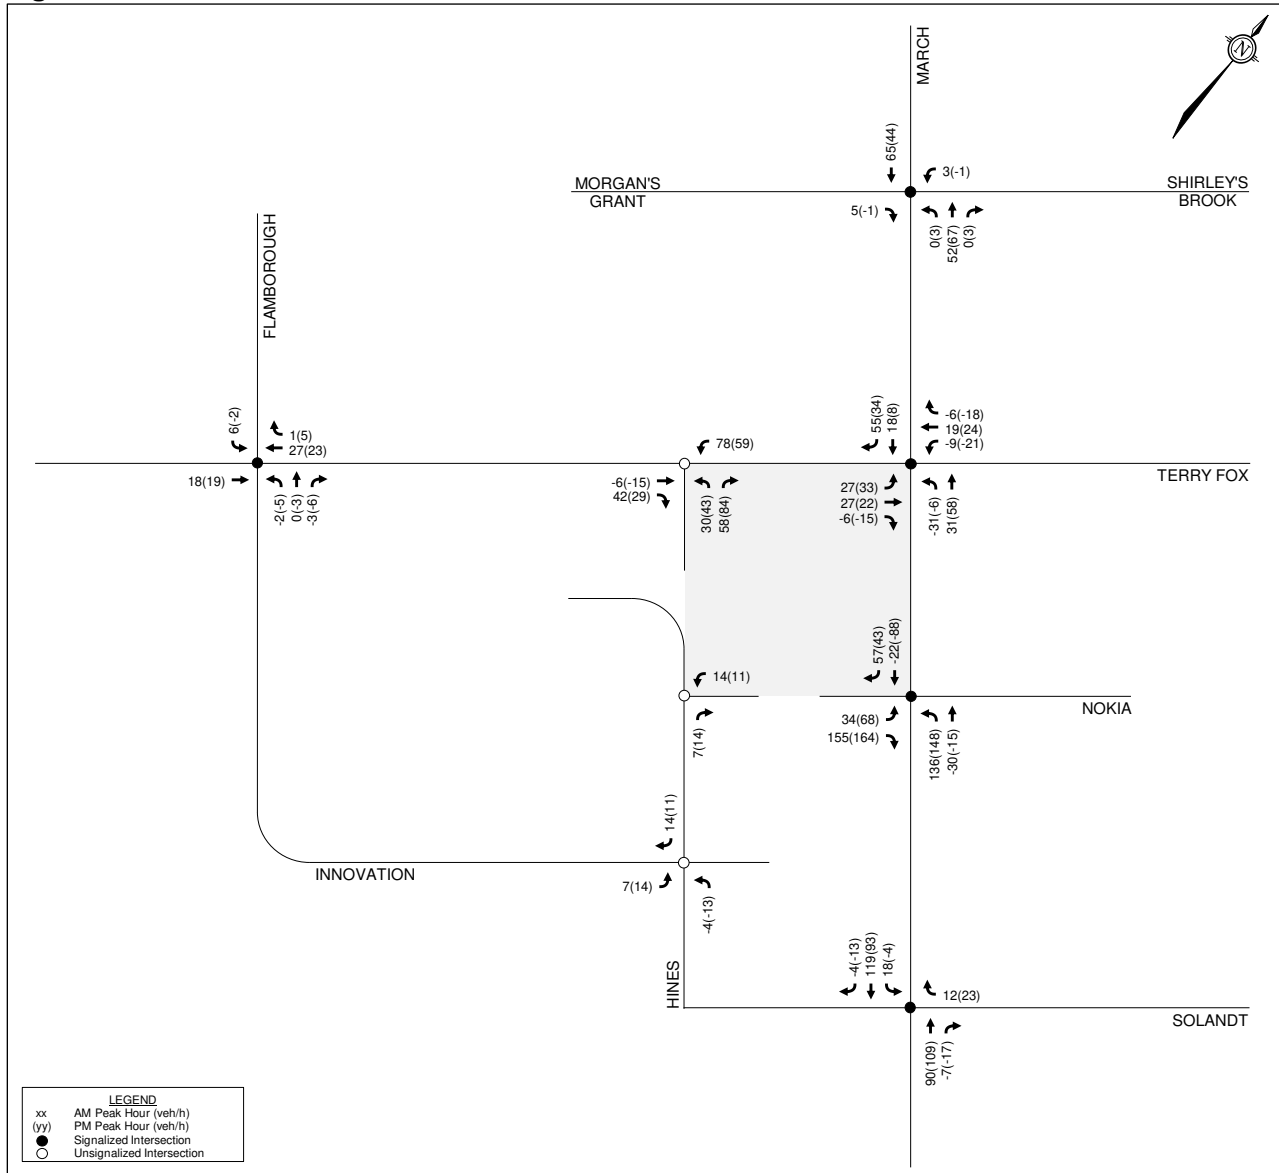 N
MARCH
65(44)
3(-1)
MORGAN'S
GRANT
SHIRLEY'S
BROOK
5(-1)
0(3)
52(67)
0(3)
FLAMBOROUGH
6(-2)
1(5)
27(23)
18(19)
-2(-5)
0(-3)
-3(-6)
78(59)
-6(-15)
42(29)
30(43)
58(84)
55(34)
18(8)
-6(-18)
19(24)
-9(-21)
TERRY FOX
27(33)
27(22)
-6(-15)
-31(-6)
31(58)
57(43)
-22(-88)
14(11)
7(14)
NOKIA
34(68)
155(164)
136(148)
-30(-15)
14(11)
INNOVATION
7(14)
-4(-13)
HINES
-4(-13)
119(93)
18(-4)
12(23)
SOLANDT
90(109)
-7(-17)
LEGEND
xx AM Peak Hour (veh/h)
(yy) PM Peak Hour (veh/h)
Signalized Intersection
Unsignalized Intersection